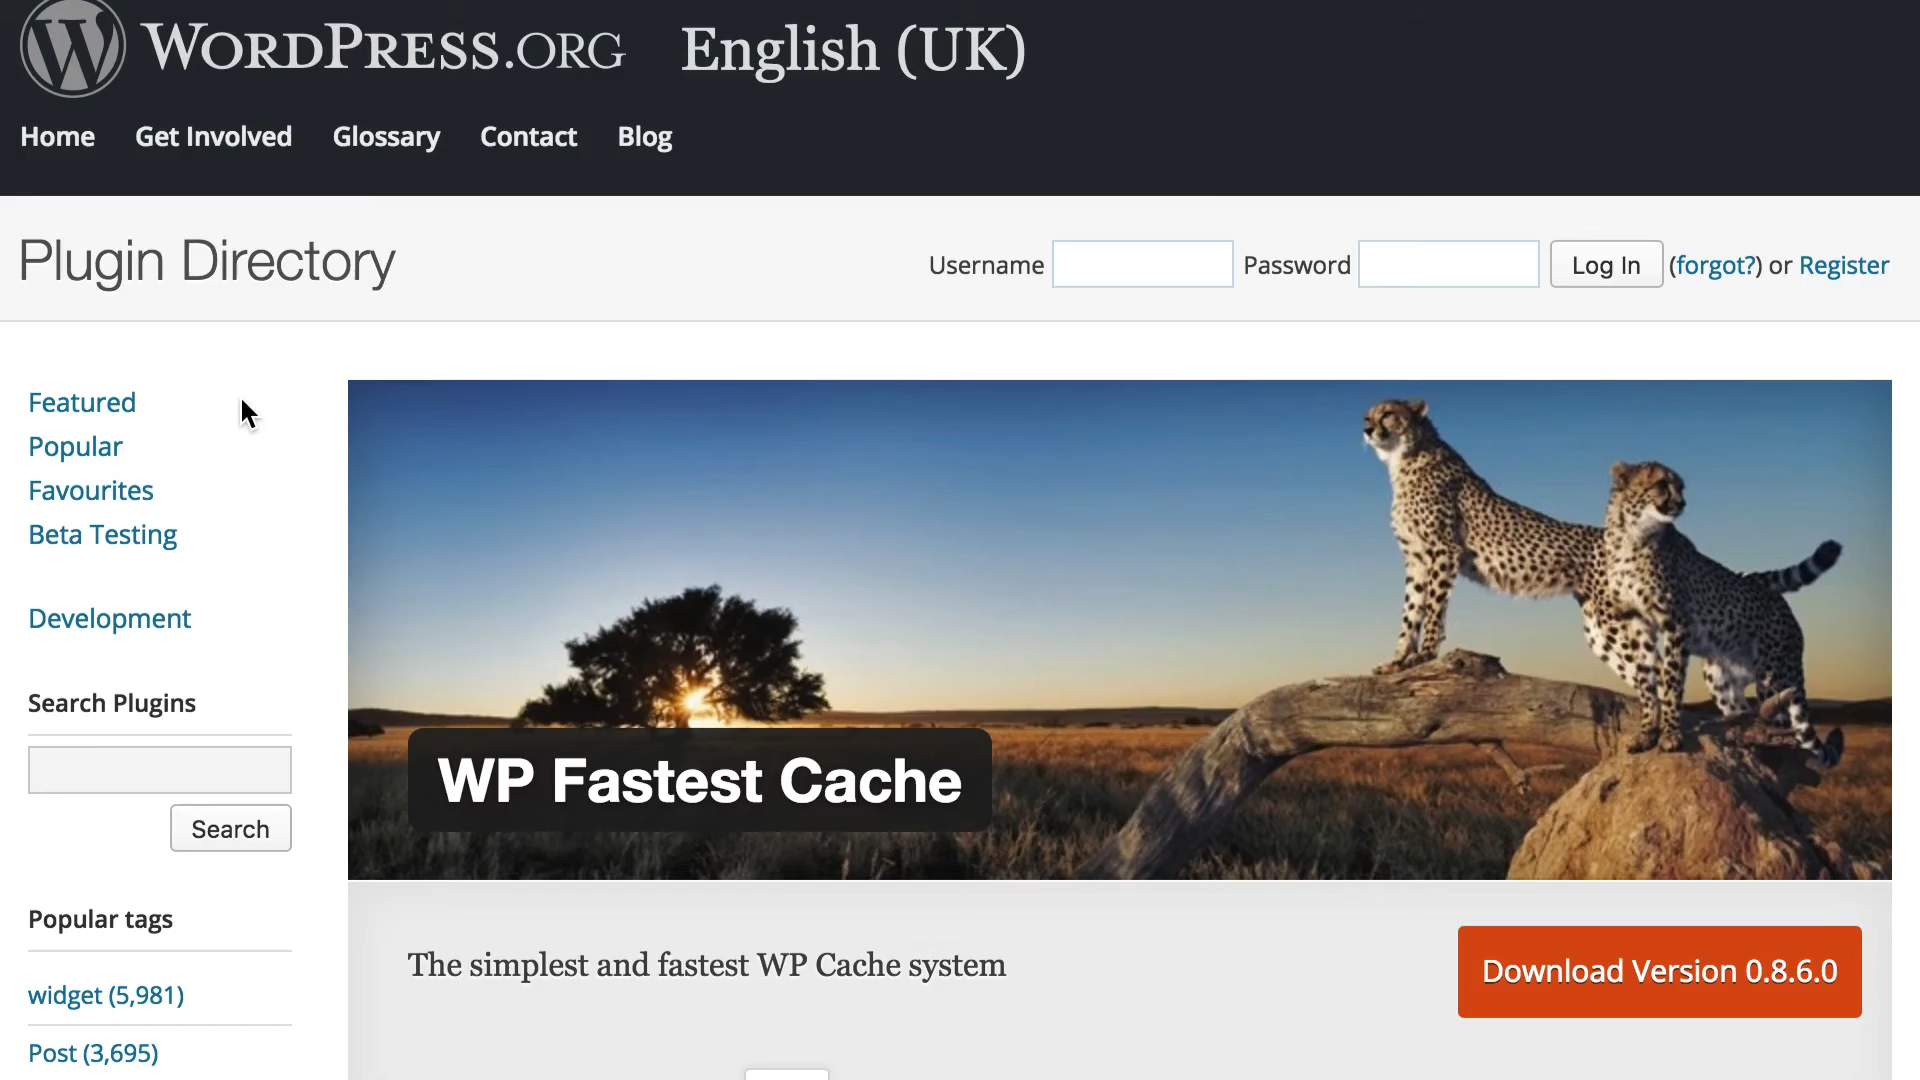 WORDPRESS.ORG English (UK)
Home Get Involved Glossary Contact Blog
Plugin Directory
Username Password Log In (forgot?) or Register
Featured
Popular
Favourites
Beta Testing
Development
Search Plugins
Search
Popular tags
widget (5,981)
Post (3,695)
WP Fastest Cache
The simplest and fastest WP Cache system
Download Version 0.8.6.0